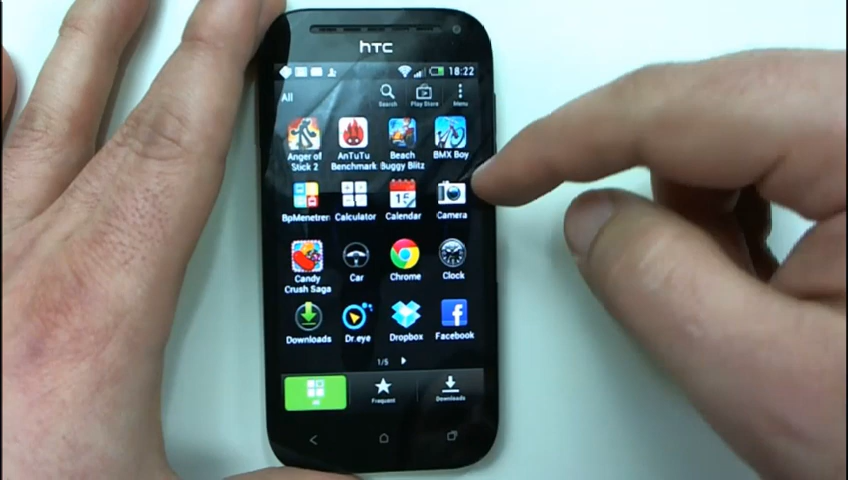 hTC
18:22
All
Search
Play Store
Menu
Anger of
Stick 2
AnTuTu
Benchmark
Beach
Buggy Blitz
BMX Boy
BpMenetren
Calculator
15
Calendar
Camera
Candy
Crush Saga
Car
Chrome
Clock
Downloads
Dr.eye
Dropbox
Facebook
1/5
All
Frequent
Downloads